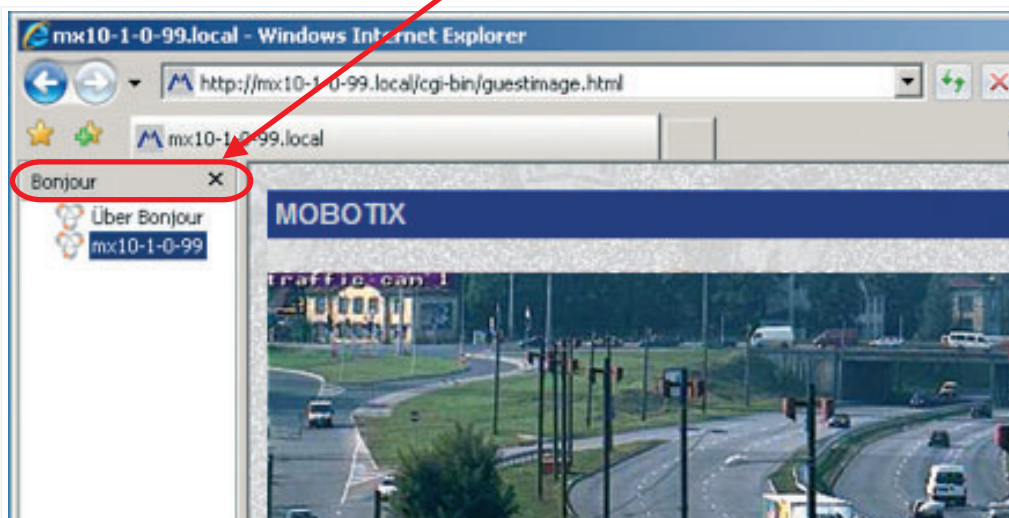 mx10-1-0-99.local - Windows Internet Explorer
http://mx10-1-0-99.local/cgi-bin/guestimage.html
mx10-1-0-99.local
Bonjour
Über Bonjour
mx10-1-0-99
MOBOTIX
traffic-cam 1